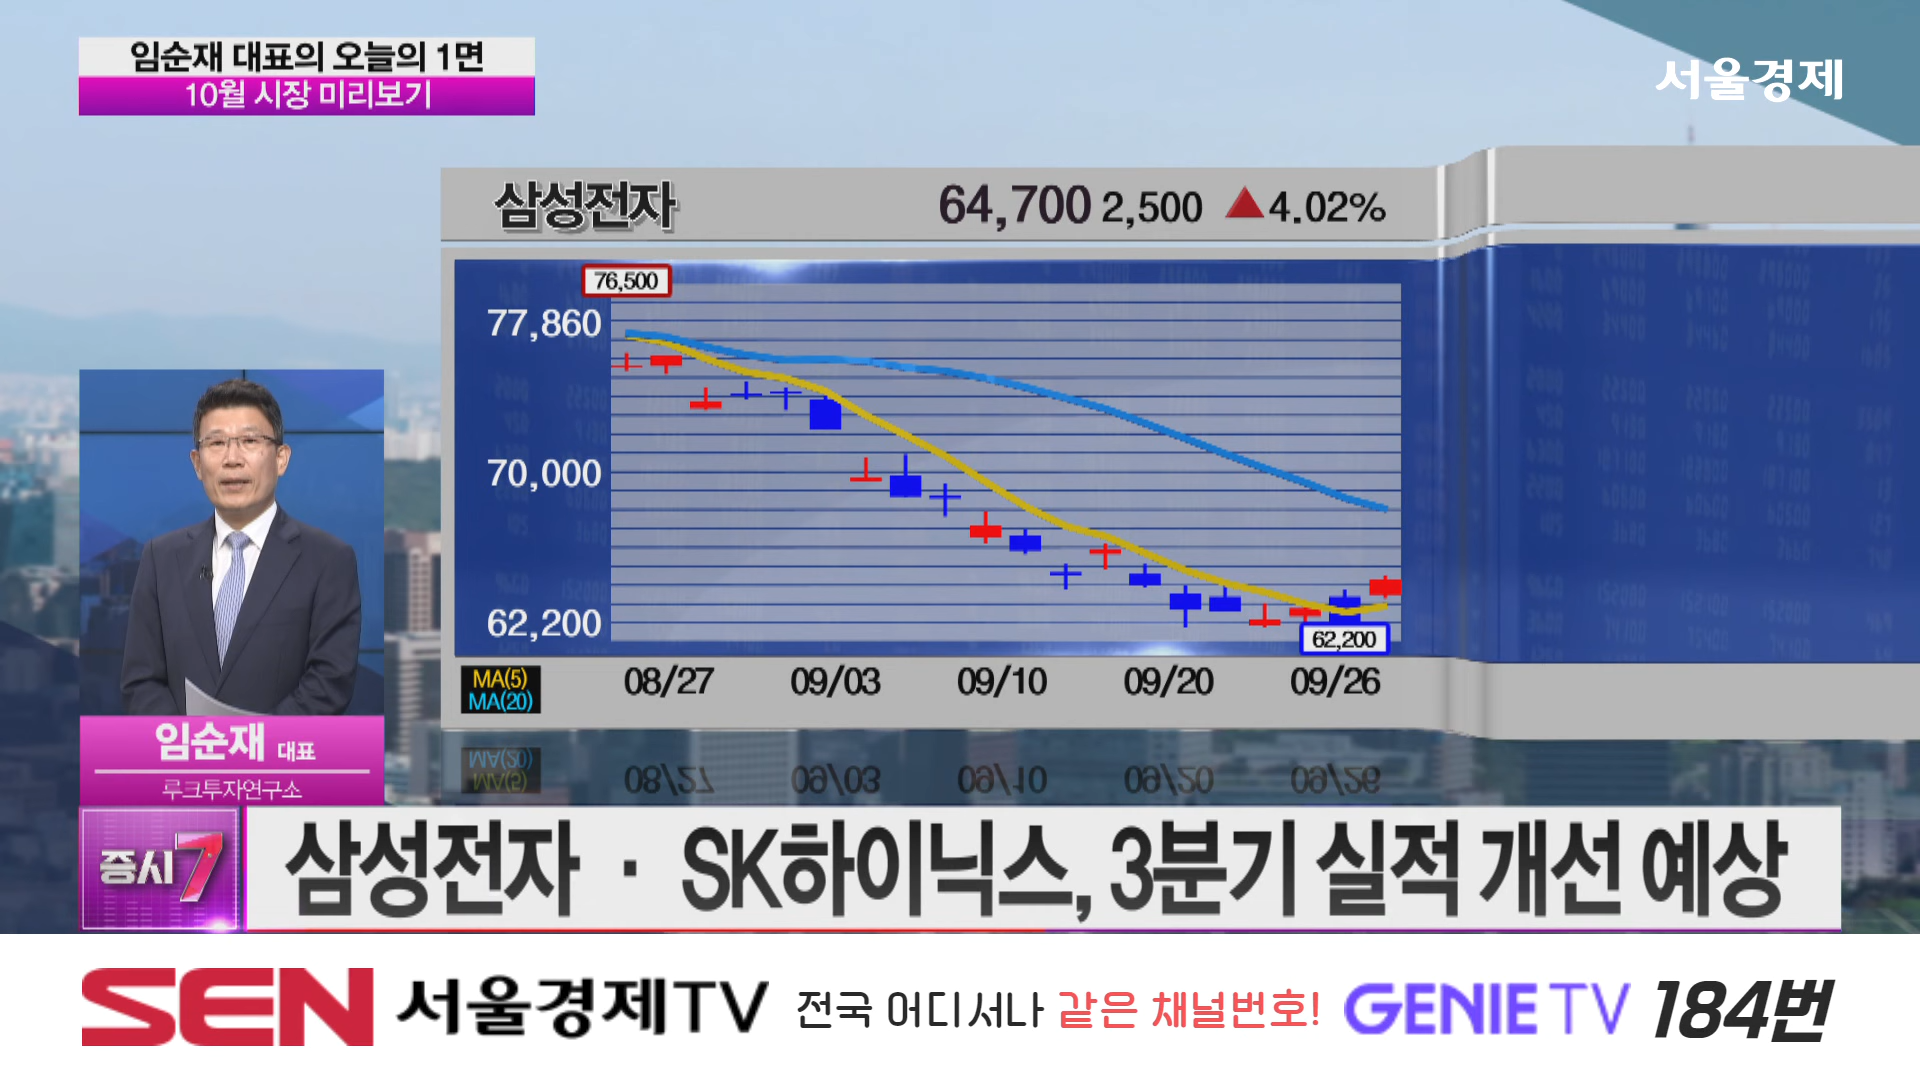 임순재 대표의 오늘의 1면
10월 시장 미리보기
서울경제
삼성전자 64,700 2,500 ▲4.02%
76,500
77,860
70,000
62,200
62,200
MA(5)
MA(20)
08/27 09/03 09/10 09/20 09/26
임순재 대표
루크투자연구소
증시7
삼성전자 · SK하이닉스, 3분기 실적 개선 예상
SEN 서울경제TV 전국 어디서나 같은 채널번호! GENIE TV 184번